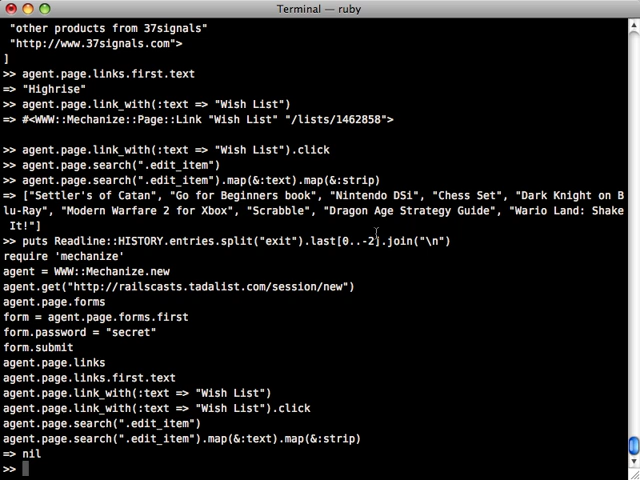 Terminal — ruby
"other products from 37signals"
"http://www.37signals.com">
]
>> agent.page.links.first.text
=> "Highrise"
>> agent.page.link_with(:text => "Wish List")
=> #<WWW::Mechanize::Page::Link "Wish List" "/lists/1462858">
>> agent.page.link_with(:text => "Wish List").click
>> agent.page.search(".edit_item")
>> agent.page.search(".edit_item").map(&:text).map(&:strip)
=> ["Settler's of Catan", "Go for Beginners book", "Nintendo DSi", "Chess Set", "Dark Knight on B
lu-Ray", "Modern Warfare 2 for Xbox", "Scrabble", "Dragon Age Strategy Guide", "Wario Land: Shake
It!"]
>> puts Readline::HISTORY.entries.split("exit").last[0..-2].join("\n")
require 'mechanize'
agent = WWW::Mechanize.new
agent.get("http://railscasts.tadalist.com/session/new")
agent.page.forms
form = agent.page.forms.first
form.password = "secret"
form.submit
agent.page.links
agent.page.links.first.text
agent.page.link_with(:text => "Wish List")
agent.page.link_with(:text => "Wish List").click
agent.page.search(".edit_item")
agent.page.search(".edit_item").map(&:text).map(&:strip)
=> nil
>>